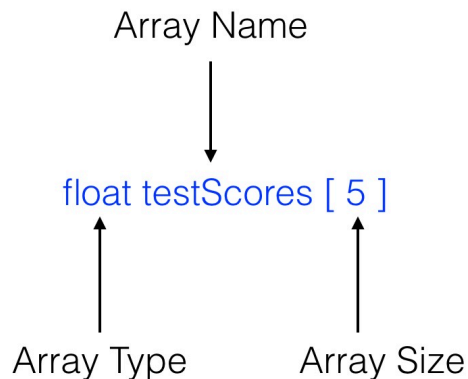 Array Name
float testScores [ 5 ]
Array Type
Array Size